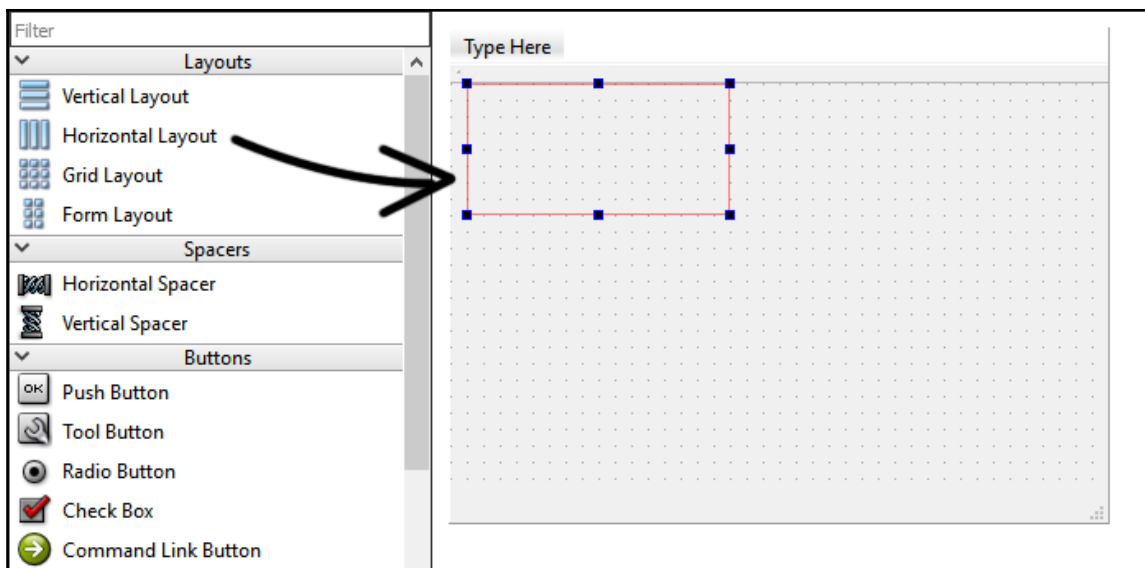 Filter
Layouts
Vertical Layout
Horizontal Layout
Grid Layout
Form Layout
Spacers
Horizontal Spacer
Vertical Spacer
Buttons
OK Push Button
Tool Button
Radio Button
Check Box
Command Link Button
Type Here